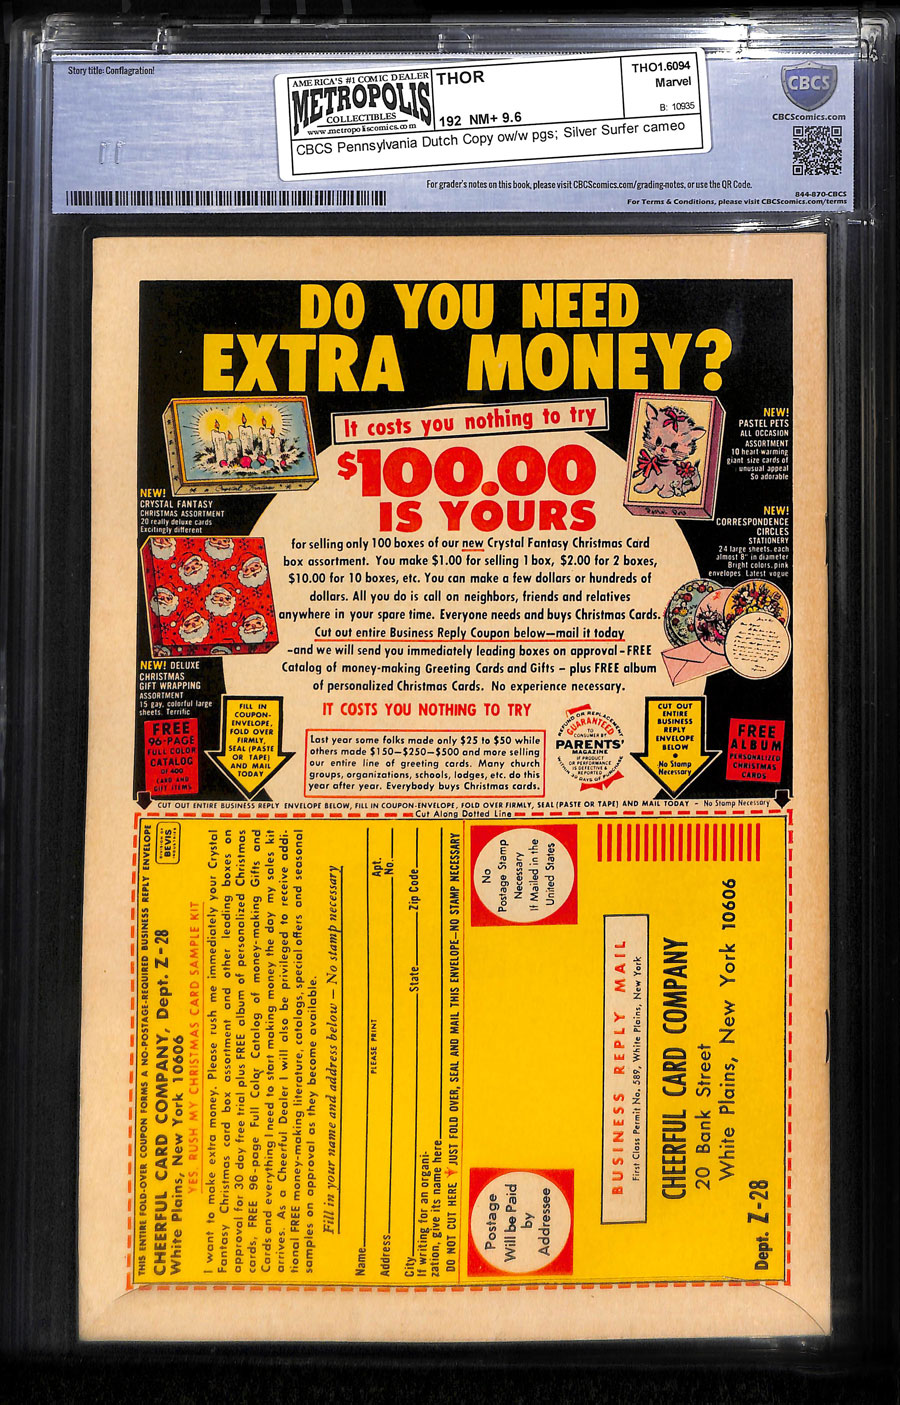 Story title: Conflagration!
AMERICA'S #1 COMIC DEALER
METROPOLIS
COLLECTIBLES
www.metropoliscomics.com
THOR
192 NM+ 9.6
THO1.6094
Marvel
B: 10935
CBCS Pennsylvania Dutch Copy ow/w pgs; Silver Surfer cameo
CBCS
CBCScomics.com
For grader's notes on this book, please visit CBCScomics.com/grading-notes, or use the QR Code.
844-870-CBCS
For Terms & Conditions, please visit CBCScomics.com/terms
DO YOU NEED
EXTRA MONEY?
It costs you nothing to try
$100.00
IS YOURS
for selling only 100 boxes of our new Crystal Fantasy Christmas Card
box assortment. You make $1.00 for selling 1 box, $2.00 for 2 boxes,
$10.00 for 10 boxes, etc. You can make a few dollars or hundreds of
dollars. All you do is call on neighbors, friends and relatives
anywhere in your spare time. Everyone needs and buys Christmas Cards.
Cut out entire Business Reply Coupon below—mail it today
-and we will send you immediately leading boxes on approval-FREE
Catalog of money-making Greeting Cards and Gifts - plus FREE album
of personalized Christmas Cards. No experience necessary.
IT COSTS YOU NOTHING TO TRY
NEW!
CRYSTAL FANTASY
CHRISTMAS ASSORTMENT
20 really deluxe cards
Excitingly different
NEW! DELUXE
CHRISTMAS
GIFT WRAPPING
ASSORTMENT
15 gay, colorful large
sheets. Terrific
NEW!
PASTEL PETS
ALL OCCASION
ASSORTMENT
10 heart-warming
giant size cards of
unusual appeal
So adorable
NEW!
CORRESPONDENCE
CIRCLES
STATIONERY
24 large sheets, each
almost 8" in diameter
Bright colors, pink
envelopes Latest vogue
FREE
96-PAGE
FULL COLOR
CATALOG
OF 400
CARD AND
GIFT ITEMS
FILL IN
COUPON-
ENVELOPE,
FOLD OVER
FIRMLY,
SEAL (PASTE
OR TAPE)
AND MAIL
TODAY
Last year some folks made only $25 to $50 while
others made $150—$250—$500 and more selling
our entire line of greeting cards. Many church
groups, organizations, schools, lodges, etc. do this
year after year. Everybody buys Christmas cards.
REFUND OR REPLACEMENT
GUARANTEED
TO
CONSUMER BY
PARENTS'
MAGAZINE
IF PRODUCT
OR PERFORMANCE
IS DEFECTIVE &
REPORTED
WITHIN 30 DAYS OF PURCHASE
CUT OUT
ENTIRE
BUSINESS
REPLY
ENVELOPE
BELOW
No Stamp
Necessary
FREE
ALBUM
PERSONALIZED
CHRISTMAS
CARDS
CUT OUT ENTIRE BUSINESS REPLY ENVELOPE BELOW, FILL IN COUPON-ENVELOPE, FOLD OVER FIRMLY, SEAL (PASTE OR TAPE) AND MAIL TODAY - No Stamp Necessary
Cut Along Dotted Line
THIS ENTIRE FOLD-OVER COUPON FORMS A NO-POSTAGE-REQUIRED BUSINESS REPLY ENVELOPE
CHEERFUL CARD COMPANY, Dept. Z-28
White Plains, New York 10606
BEVIS
YES, RUSH MY CHRISTMAS CARD SAMPLE KIT
I want to make extra money. Please rush me immediately your Crystal
Fantasy Christmas card box assortment and other leading boxes on
approval for 30 day free trial plus FREE album of personalized Christmas
cards, FREE 96-page Full Color Catalog of money-making Gifts and
Cards and everything I need to start making money the day my sales kit
arrives. As a Cheerful Dealer I will also be privileged to receive addi-
tional FREE money-making literature, catalogs, special offers and seasonal
samples on approval as they become available.
Fill in your name and address below – No stamp necessary
PLEASE PRINT
Name
Apt.
Address No.
City State Zip Code
If writing for an organi-
zation, give its name here
DO NOT CUT HERE JUST FOLD OVER, SEAL AND MAIL THIS ENVELOPE—NO STAMP NECESSARY
No
Postage Stamp
Necessary
If Mailed in the
United States
Postage
Will be Paid
by
Addressee
BUSINESS REPLY MAIL
First Class Permit No. 589, White Plains, New York
CHEERFUL CARD COMPANY
20 Bank Street
White Plains, New York 10606
Dept. Z-28